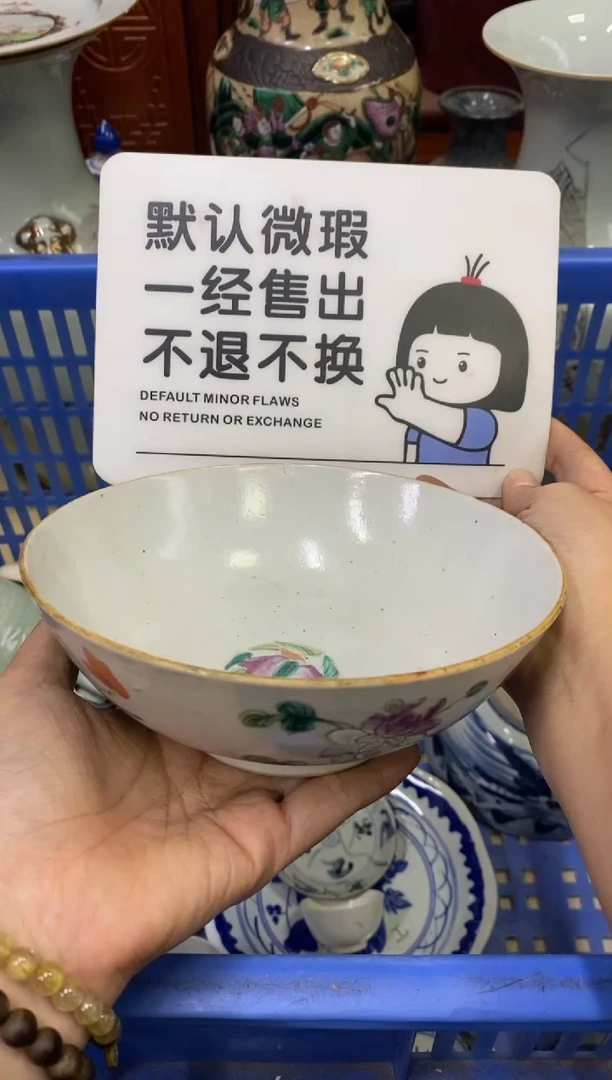 默认微瑕
一经售出
不退不换
DEFAULT MINOR FLAWS
NO RETURN OR EXCHANGE